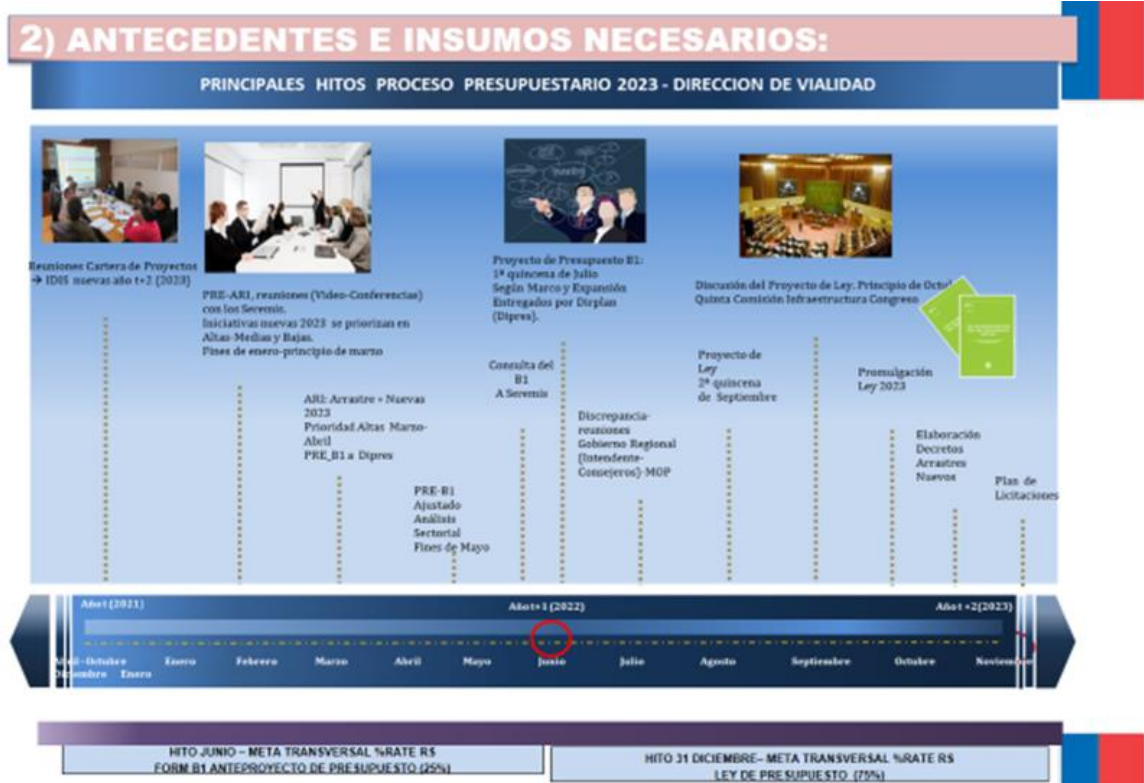 2) ANTECEDENTES E INSUMOS NECESARIOS:
PRINCIPALES HITOS PROCESO PRESUPUESTARIO 2023 - DIRECCION DE VIALIDAD
Reuniones Cartera de Proyectos
→ IDIS nuevas año t+2 (2023)
PRE-ARI, reuniones (Video-Conferencias)
con los Seremis.
Iniciativas nuevas 2023 se priorizan en
Altas-Medias y Bajas.
Fines de enero-principio de marzo
ARI: Arrastre + Nuevas
2023
Prioridad Altas Marzo-
Abril
PRE_B1 a Dipres
PRE-B1
Ajustado
Análisis
Sectorial
Fines de Mayo
Consulta del
B1
A Seremis
Proyecto de Presupuesto B1:
1ª quincena de Julio
Según Marco y Expansión
Entregados por Dirplan
(Dipres).
Discrepancia-
reuniones
Gobierno Regional
(Intendente-
Consejeros)-MOP
Proyecto de
Ley
2ª quincena
de Septiembre
Discusión del Proyecto de Ley. Principio de
Quinta Comisión Infraestructura Congreso
Promulgación
Ley 2023
Elaboración
Decretos
Arrastres
Nuevos
Plan de
Licitaciones
Año t (2021)
Año t+1 (2022)
Año t +2(2023)
Octubre Enero Febrero Marzo Abril Mayo Junio Julio Agosto Septiembre Octubre
Enero
HITO JUNIO – META TRANSVERSAL %RATE RS
FORM B1 ANTEPROYECTO DE PRESUPUESTO (25%)
HITO 31 DICIEMBRE– META TRANSVERSAL %RATE RS
LEY DE PRESUPUESTO (75%)